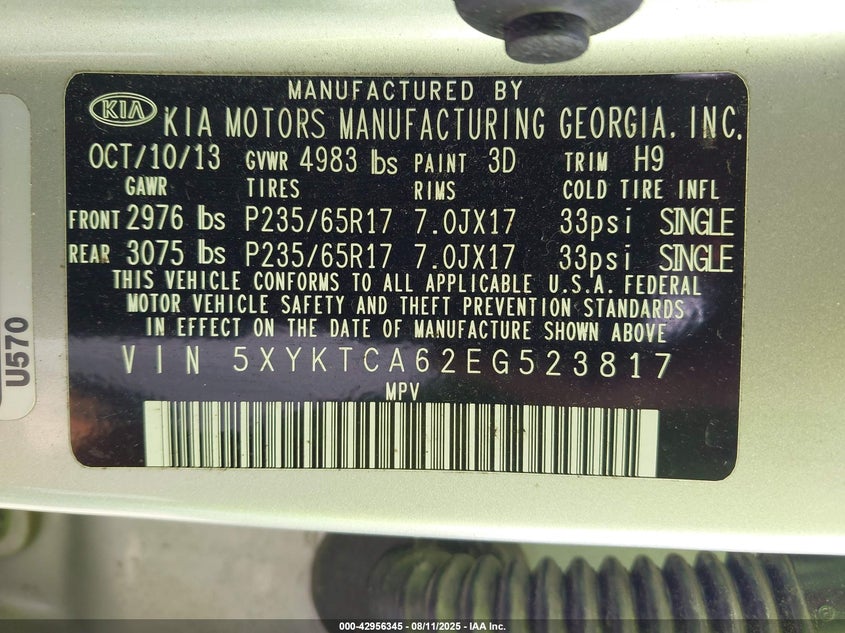 MANUFACTURED BY
KIA KIA MOTORS MANUFACTURING GEORGIA, INC.
OCT/10/13 GVWR 4983 lbs PAINT 3D TRIM H9
GAWR TIRES RIMS COLD TIRE INFL
FRONT 2976 lbs P235/65R17 7.0JX17 33psi SINGLE
REAR 3075 lbs P235/65R17 7.0JX17 33psi SINGLE
THIS VEHICLE CONFORMS TO ALL APPLICABLE U.S.A. FEDERAL
MOTOR VEHICLE SAFETY AND THEFT PREVENTION STANDARDS
IN EFFECT ON THE DATE OF MANUFACTURE SHOWN ABOVE
VIN 5XYKTCA62EG523817
MPV
U570
000-42956345 - 08/11/2025 - IAA Inc.